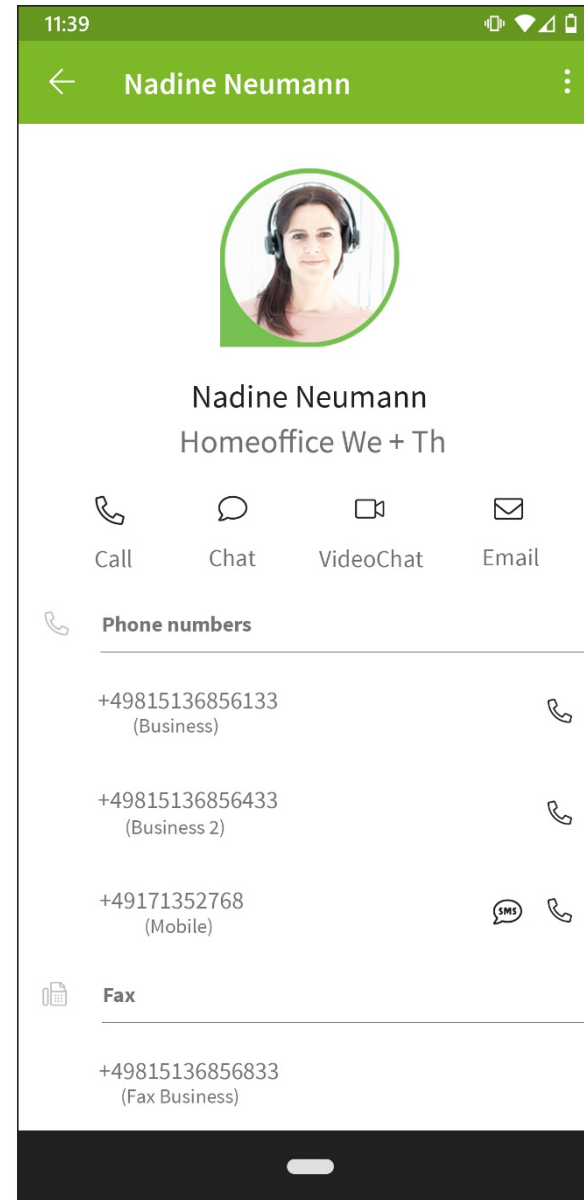 11:39
Nadine Neumann
Nadine Neumann
Homeoffice We + Th
Call Chat VideoChat Email
Phone numbers
+49815136856133
(Business)
+49815136856433
(Business 2)
+49171352768
SMS
(Mobile)
Fax
+49815136856833
(Fax Business)